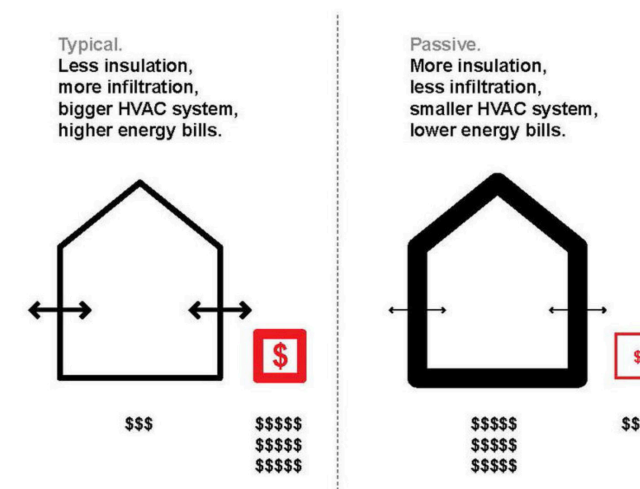 Typical.
Less insulation,
more infiltration,
bigger HVAC system,
higher energy bills.
Passive.
More insulation,
less infiltration,
smaller HVAC system,
lower energy bills.
$
$
$$$
$$$$$
$$$$$
$$$$$
$$$$$
$$$$$
$$$$$
$$